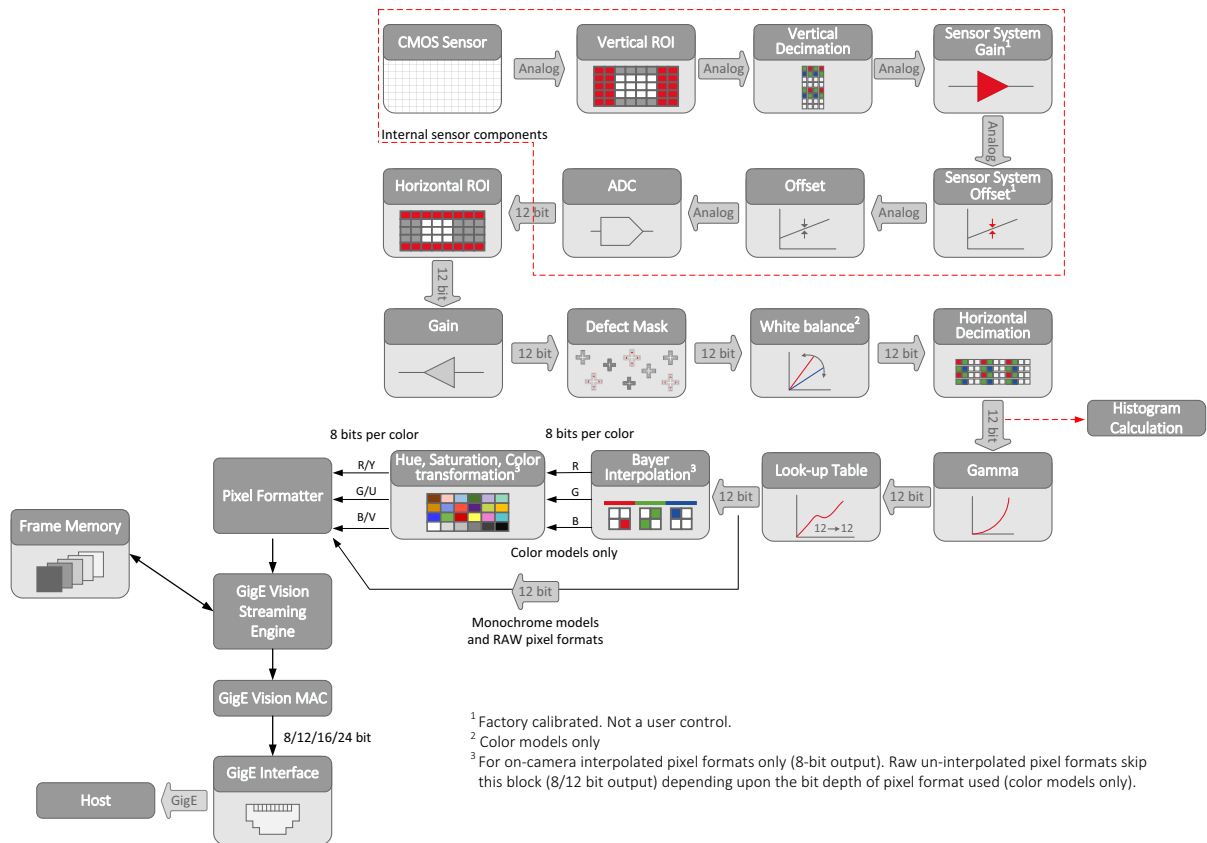 CMOS Sensor
Analog
Vertical ROI
Analog
Vertical
Decimation
Analog
Sensor System
Gain1
Analog
Internal sensor components
Sensor System
Offset1
Analog
Offset
Analog
ADC
12 bit
Horizontal ROI
12 bit
Gain
12 bit
Defect Mask
12 bit
White balance2
12 bit
Horizontal
Decimation
12 bit
Histogram
Calculation
Gamma
12 bit
Look-up Table
12→12
12 bit
Bayer
Interpolation3
8 bits per color
R
G
B
Hue, Saturation, Color
transformation3
8 bits per color
R/Y
G/U
B/V
Color models only
Pixel Formatter
12 bit
Monochrome models
and RAW pixel formats
Frame Memory
GigE Vision
Streaming
Engine
GigE Vision MAC
8/12/16/24 bit
GigE Interface
GigE
Host
1 Factory calibrated. Not a user control.
2 Color models only
3 For on-camera interpolated pixel formats only (8-bit output). Raw un-interpolated pixel formats skip
this block (8/12 bit output) depending upon the bit depth of pixel format used (color models only).